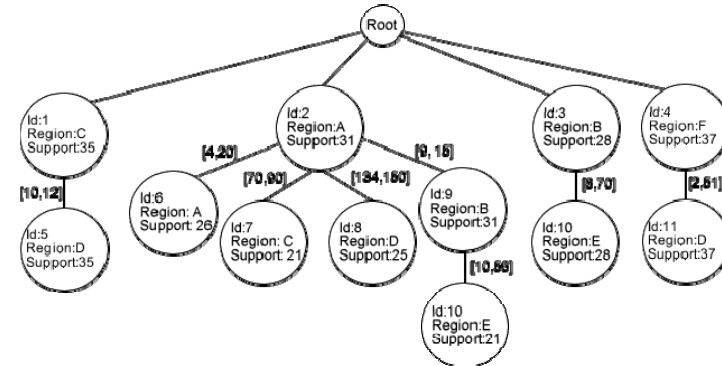 Root
Id:1
Region:C
Support:35
Id:2
Region:A
Support:31
Id:3
Region:B
Support:28
Id:4
Region:F
Support:37
[10,12]
[4,20]
[70,90]
[134,150]
[9, 15]
[8,70]
[2,51]
Id:5
Region:D
Support:35
Id:6
Region: A
Support: 26
Id:7
Region: C
Support: 21
Id:8
Region:D
Support:25
Id:9
Region:B
Support:31
Id:10
Region:E
Support:28
Id:11
Region:D
Support:37
[10,56]
Id:10
Region:E
Support:21